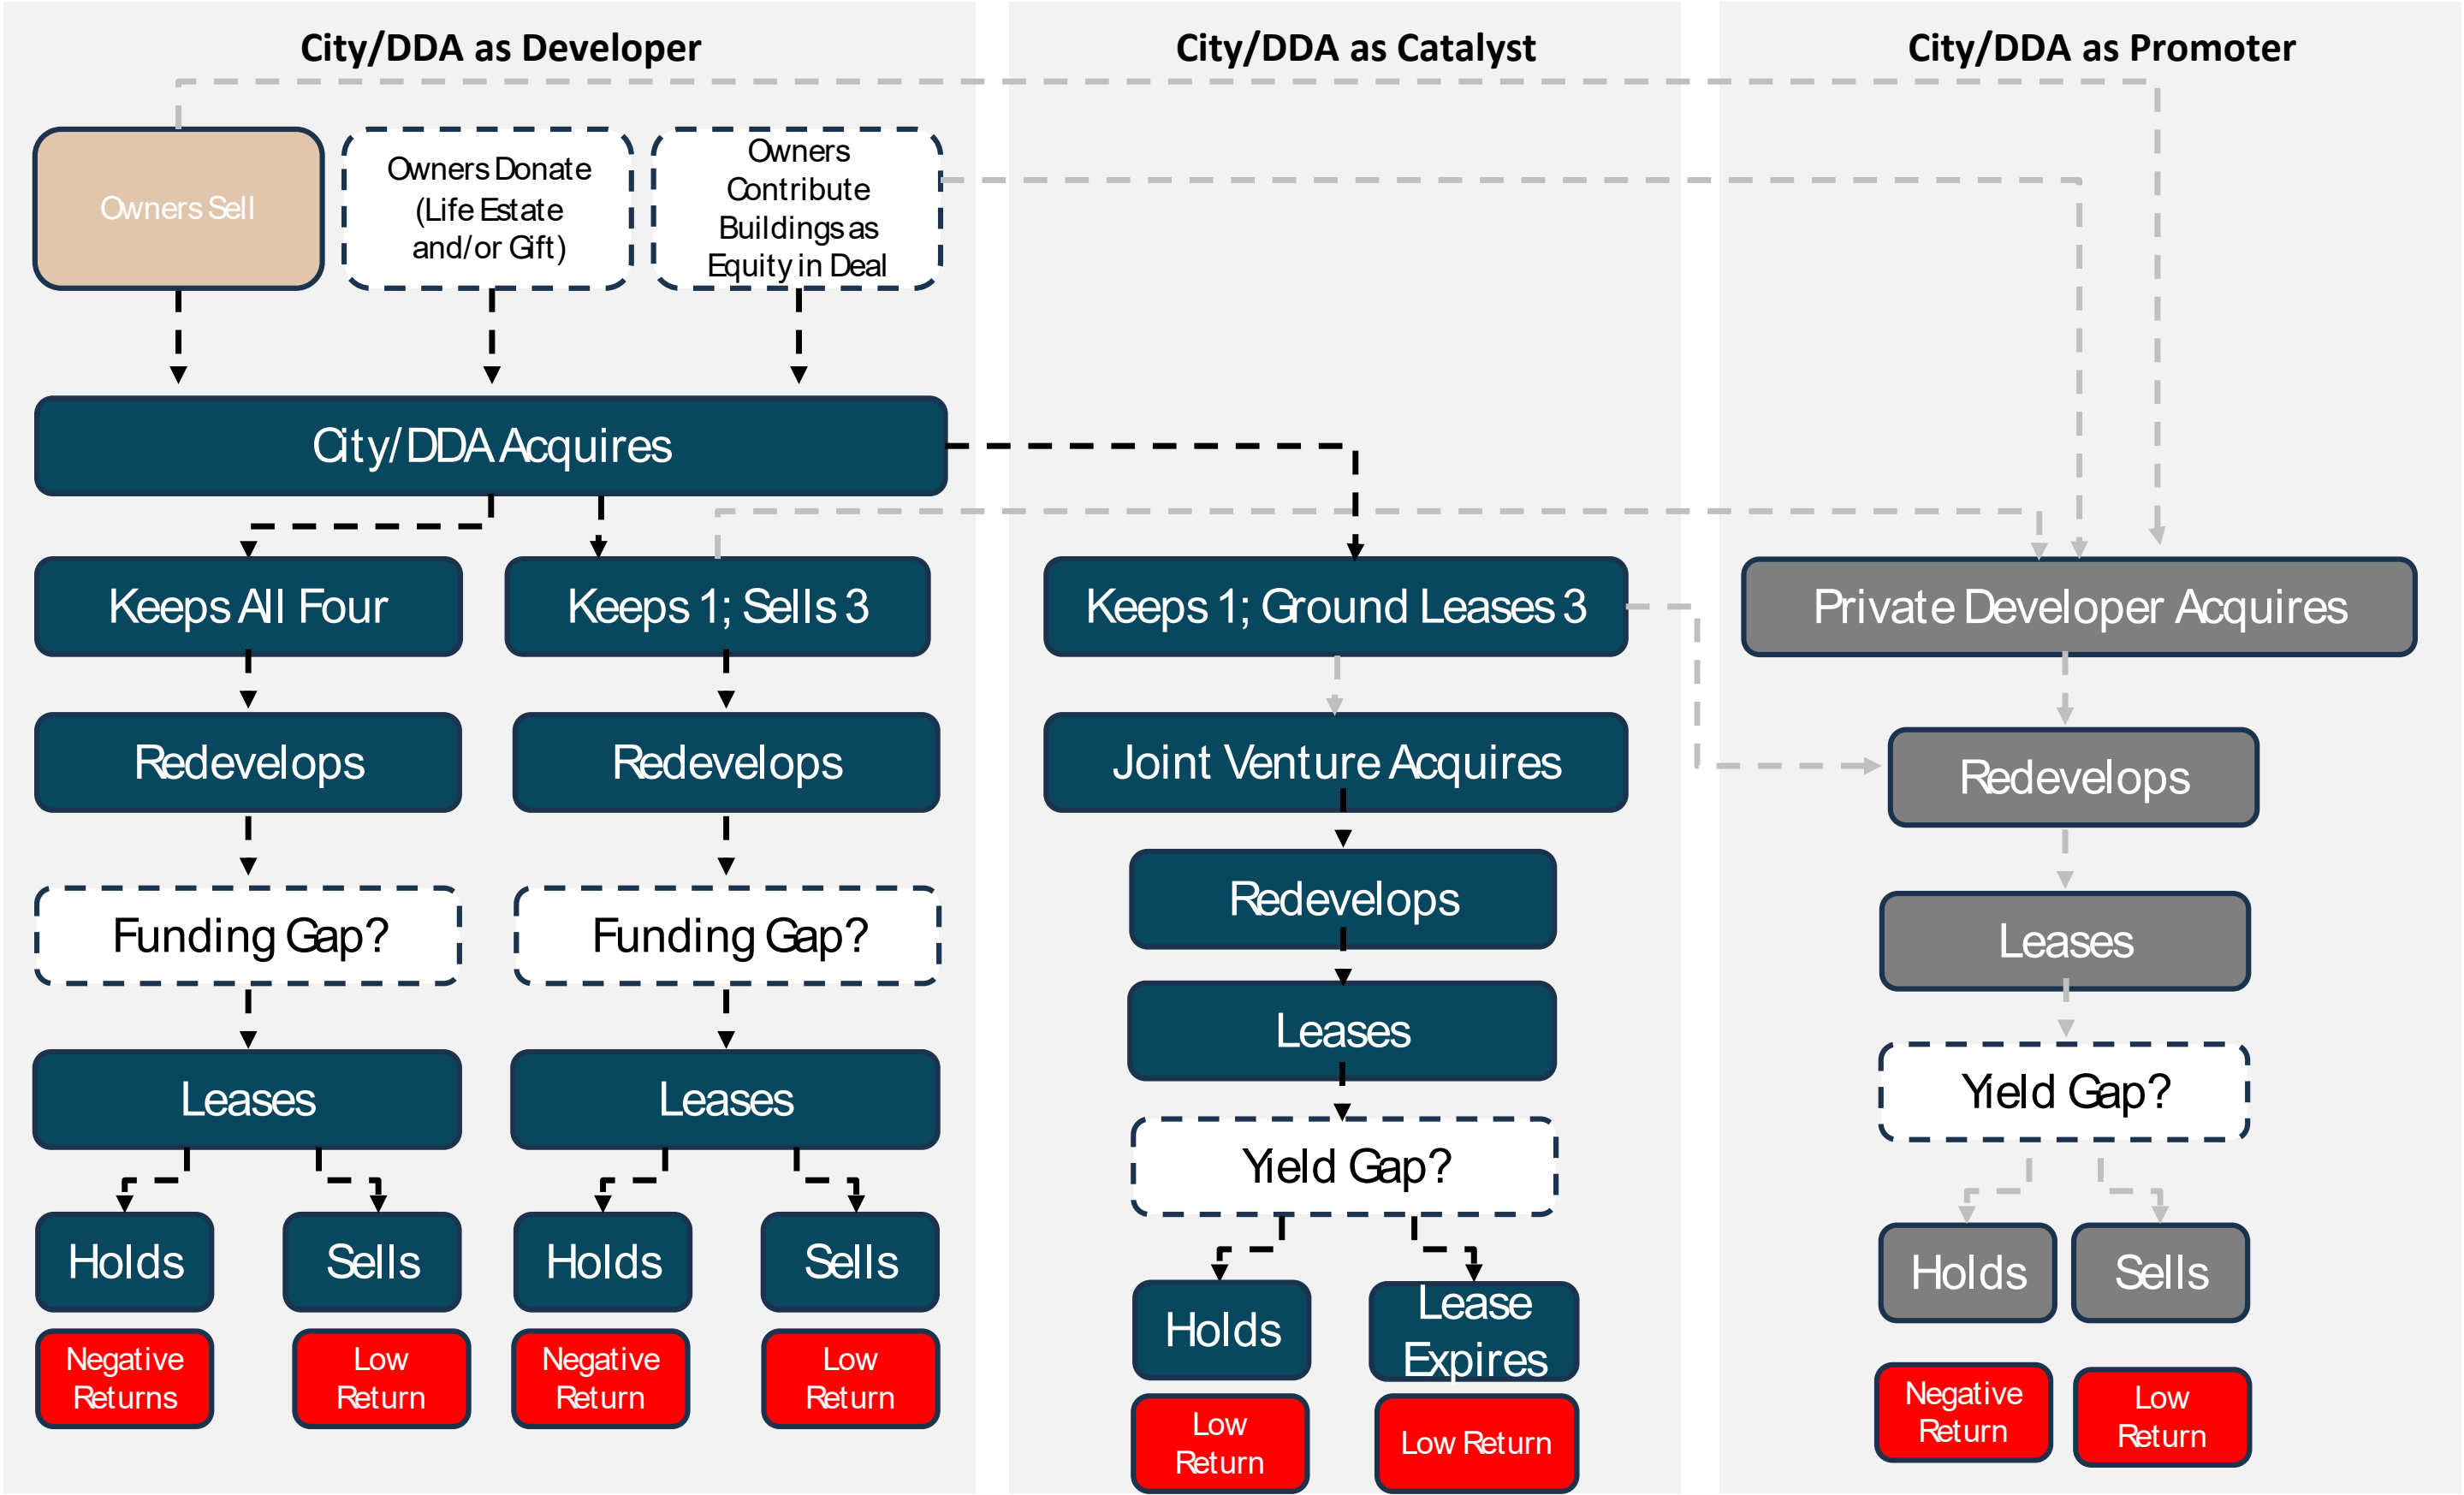 City/DDA as Developer
City/DDA as Catalyst
City/DDA as Promoter
Owners Sell
Owners Donate
(Life Estate
and/or Gift)
Owners
Contribute
Buildings as
Equity in Deal
City/DDA Acquires
Keeps All Four
Keeps 1; Sells 3
Keeps 1; Ground Leases 3
Private Developer Acquires
Redevelops
Redevelops
Joint Venture Acquires
Redevelops
Redevelops
Funding Gap?
Funding Gap?
Leases
Leases
Leases
Leases
Yield Gap?
Yield Gap?
Holds
Sells
Holds
Sells
Holds
Lease
Expires
Holds
Sells
Negative
Returns
Low
Return
Negative
Return
Low
Return
Low
Return
Low Return
Negative
Return
Low
Return